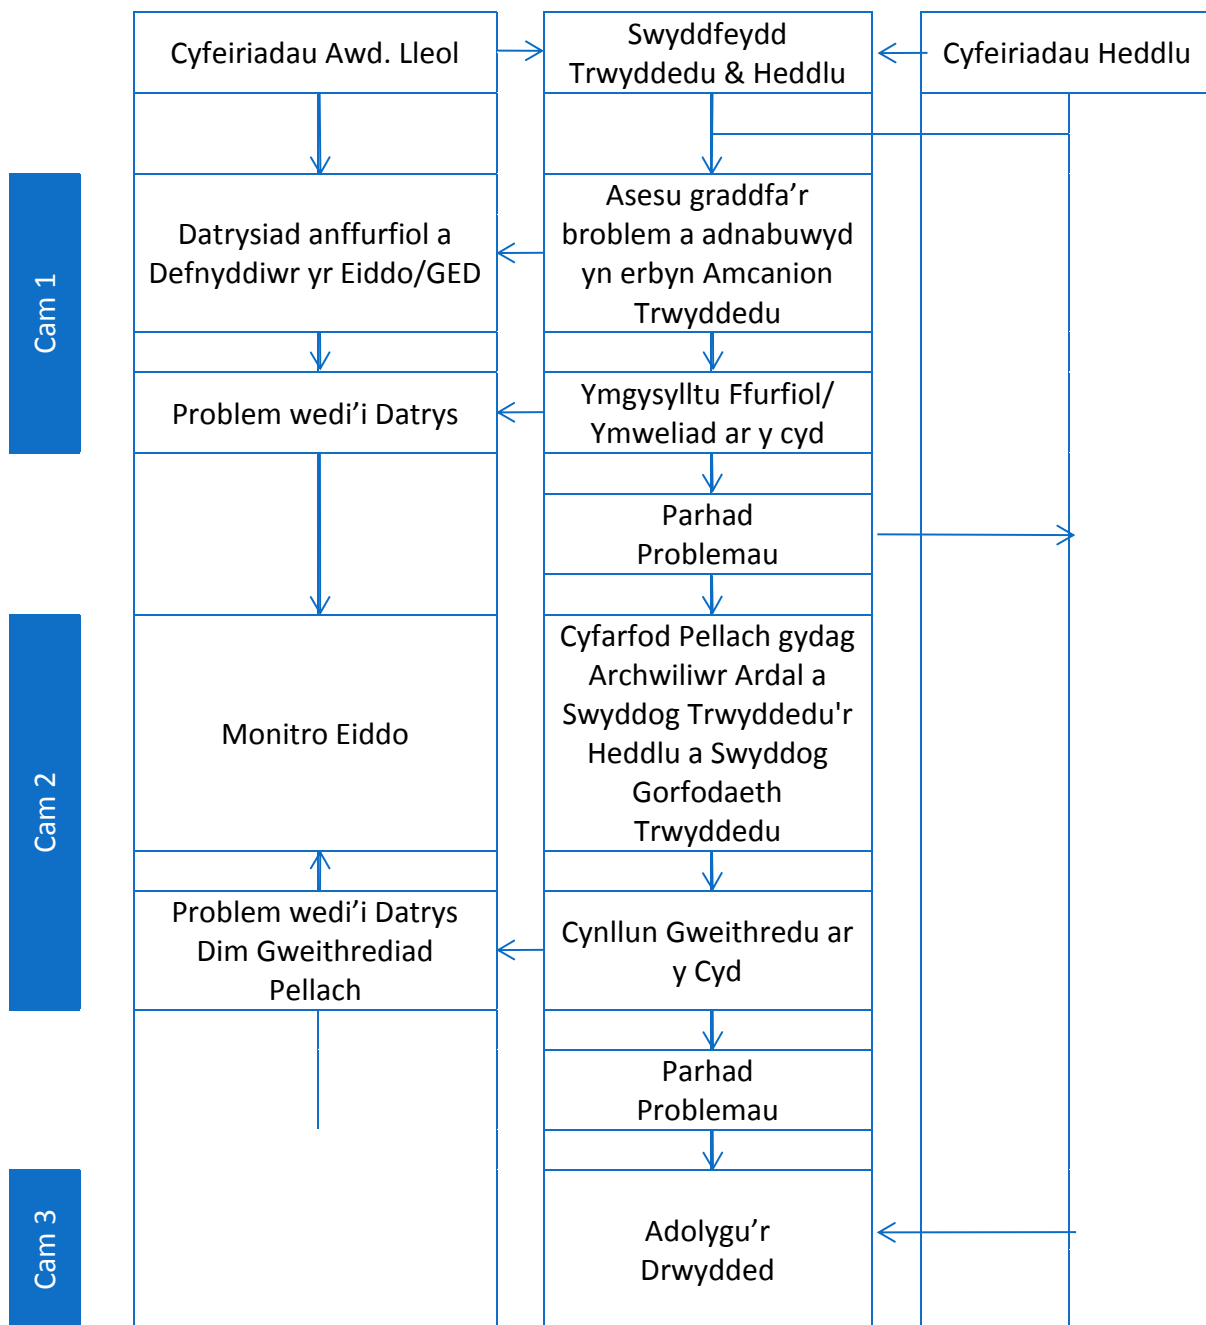 Cyfeiriadau Awd. Lleol
Swyddfeydd
Trwyddedu & Heddlu
Cyfeiriadau Heddlu
Cam 1
Datrysiad anffurfiol a
Defnyddiwr yr Eiddo/GED
Asesu graddfa’r
broblem a adnabuwyd
yn erbyn Amcanion
Trwyddedu
Problem wedi’i Datrys
Ymgysylltu Ffurfiol/
Ymweliad ar y cyd
Parhad
Problemau
Cam 2
Monitro Eiddo
Cyfarfod Pellach gydag
Archwiliwr Ardal a
Swyddog Trwyddedu'r
Heddlu a Swyddog
Gorfodaeth
Trwyddedu
Problem wedi’i Datrys
Dim Gweithrediad
Pellach
Cynllun Gweithredu ar
y Cyd
Parhad
Problemau
Cam 3
Adolygu’r
Drwydded